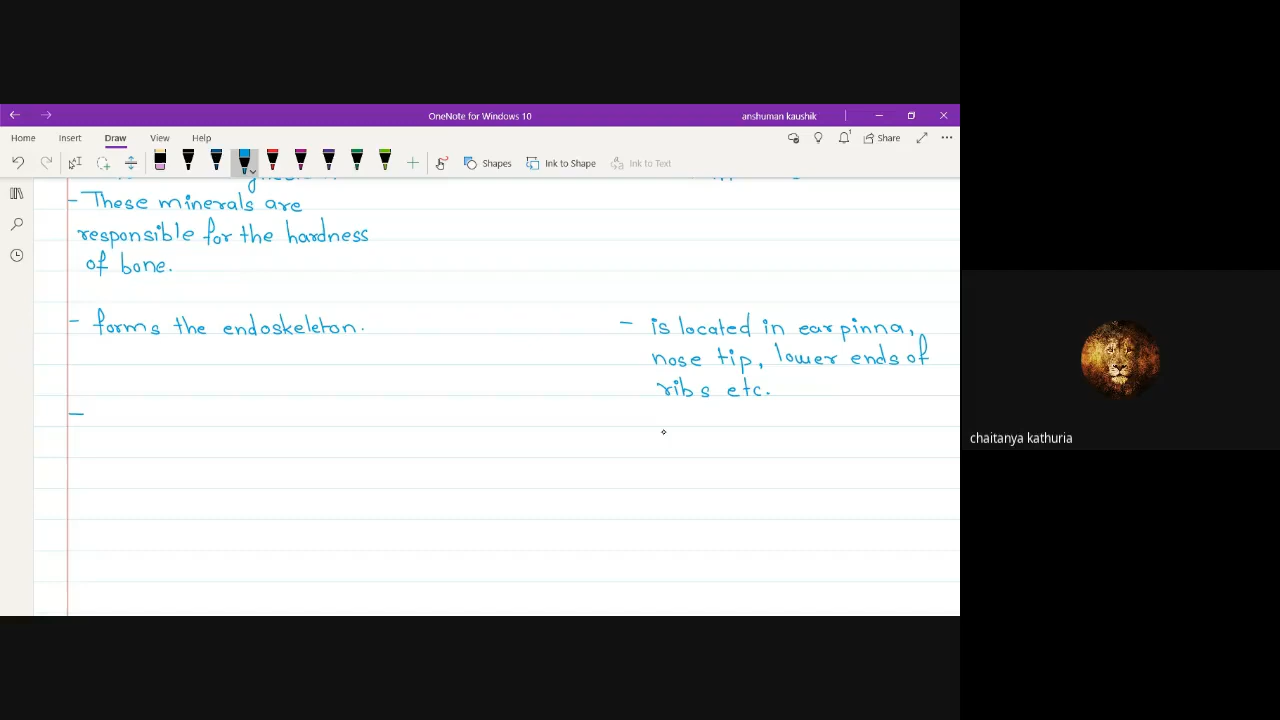 OneNote for Windows 10
anshuman kaushik
Home Insert Draw View Help
Share
Shapes
Ink to Shape
Ink to Text
- These minerals are
responsible for the hardness
of bone.
- forms the endoskeleton.
- is located in ear pinna,
nose tip, lower ends of
ribs etc.
-
chaitanya kathuria